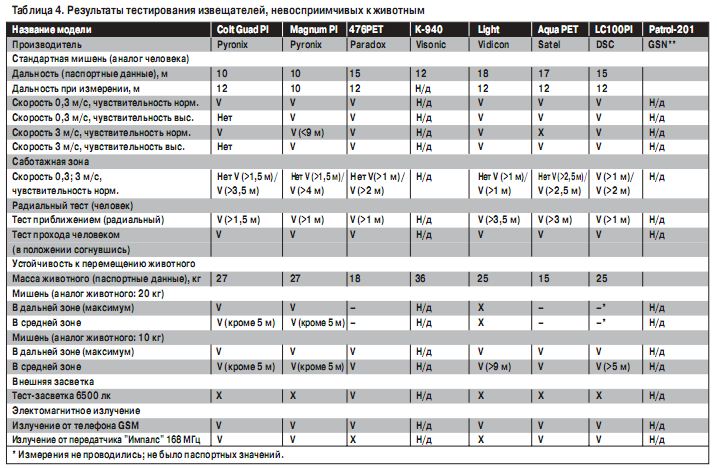 Таблица 4. Результаты тестирования извещателей, невосприимчивых к животным
Название модели Colt Guad PI Magnum PI 476PET K-940 Light Aqua PET LC100PI Patrol-201
Производитель Pyronix Pyronix Paradox Visonic Vidicon Satel DSC GSN**
Стандартная мишень (аналог человека)
Дальность (паспортные данные), м 10 10 15 12 18 17 15
Дальность при измерении, м 12 10 12 Н/д 12 12 12
Скорость 0,3 м/с, чувствительность норм. V V V V V V V Н/д
Скорость 0,3 м/с, чувствительность выс. Нет V V V V V V Н/д
Скорость 3 м/с, чувствительность норм. V V (<9 м) V V V X V Н/д
Скорость 3 м/с, чувствительность выс. Нет V V V V V V Н/д
Саботажная зона
Скорость 0,3; 3 м/с, Нет V (>1,5 м)/ Нет V (>1,5м)/ Нет V(>1 м)/ Н/д Нет V (>1 м)/ Нет V (>2,5м)/ V (>1 м)/ Н/д
чувствительность норм. V (>3,5 м) V (>4 м) V (>2 м) V (>1 м) V (>2,5 м) V (>2 м)
Радиальный тест (человек)
Тест приближением (радиальный) V (>1,5 м) V (>1 м) V (>1 м) V (>3,5 м) V (>3 м) V (>1 м) Н/д
Тест прохода человеком V V V Н/д V V V Н/д
(в положении согнувшись)
Устойчивость к перемещению животного
Масса животного (паспортные данные), кг 27 27 18 36 25 15 25
Мишень (аналог животного: 20 кг)
В дальней зоне (максимум) V V – Н/д X – –* Н/д
В средней зоне V (кроме 5 м) V (кроме 5 м) – Н/д X – –* Н/д
Мишень (аналог животного: 10 кг)
В дальней зоне (максимум) V V V Н/д V V V Н/д
В средней зоне V (кроме 5 м) V (кроме 5 м) V Н/д V (>9 м) V V (>5 м) Н/д
Внешняя засветка
Тест-засветка 6500 лк X X V Н/д X X X Н/д
Электомагнитное излучение
Излучение от телефона GSM V V V Н/д V V V Н/д
Излучение от передатчика "Импалс" 168 МГц V V X Н/д X V V Н/д
* Измерения не проводились; не было паспортных значений.